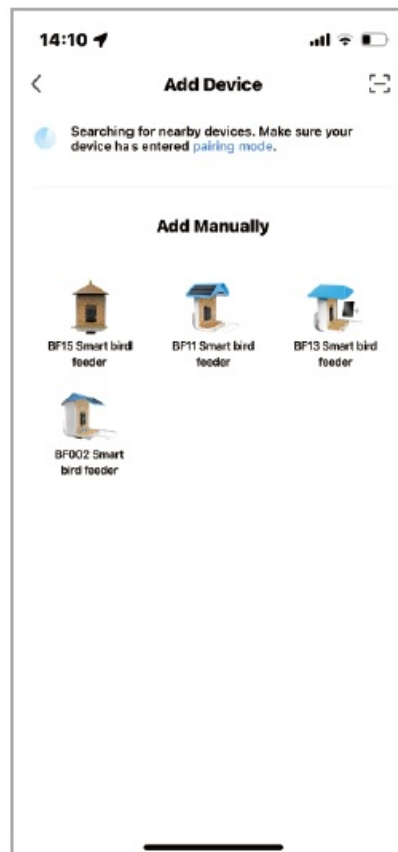 14:10
Add Device
Searching for nearby devices. Make sure your
device has entered pairing mode.
Add Manually
BF15 Smart bird
feeder
BF11 Smart bird
feeder
BF13 Smart bird
feeder
BF002 Smart
bird feeder